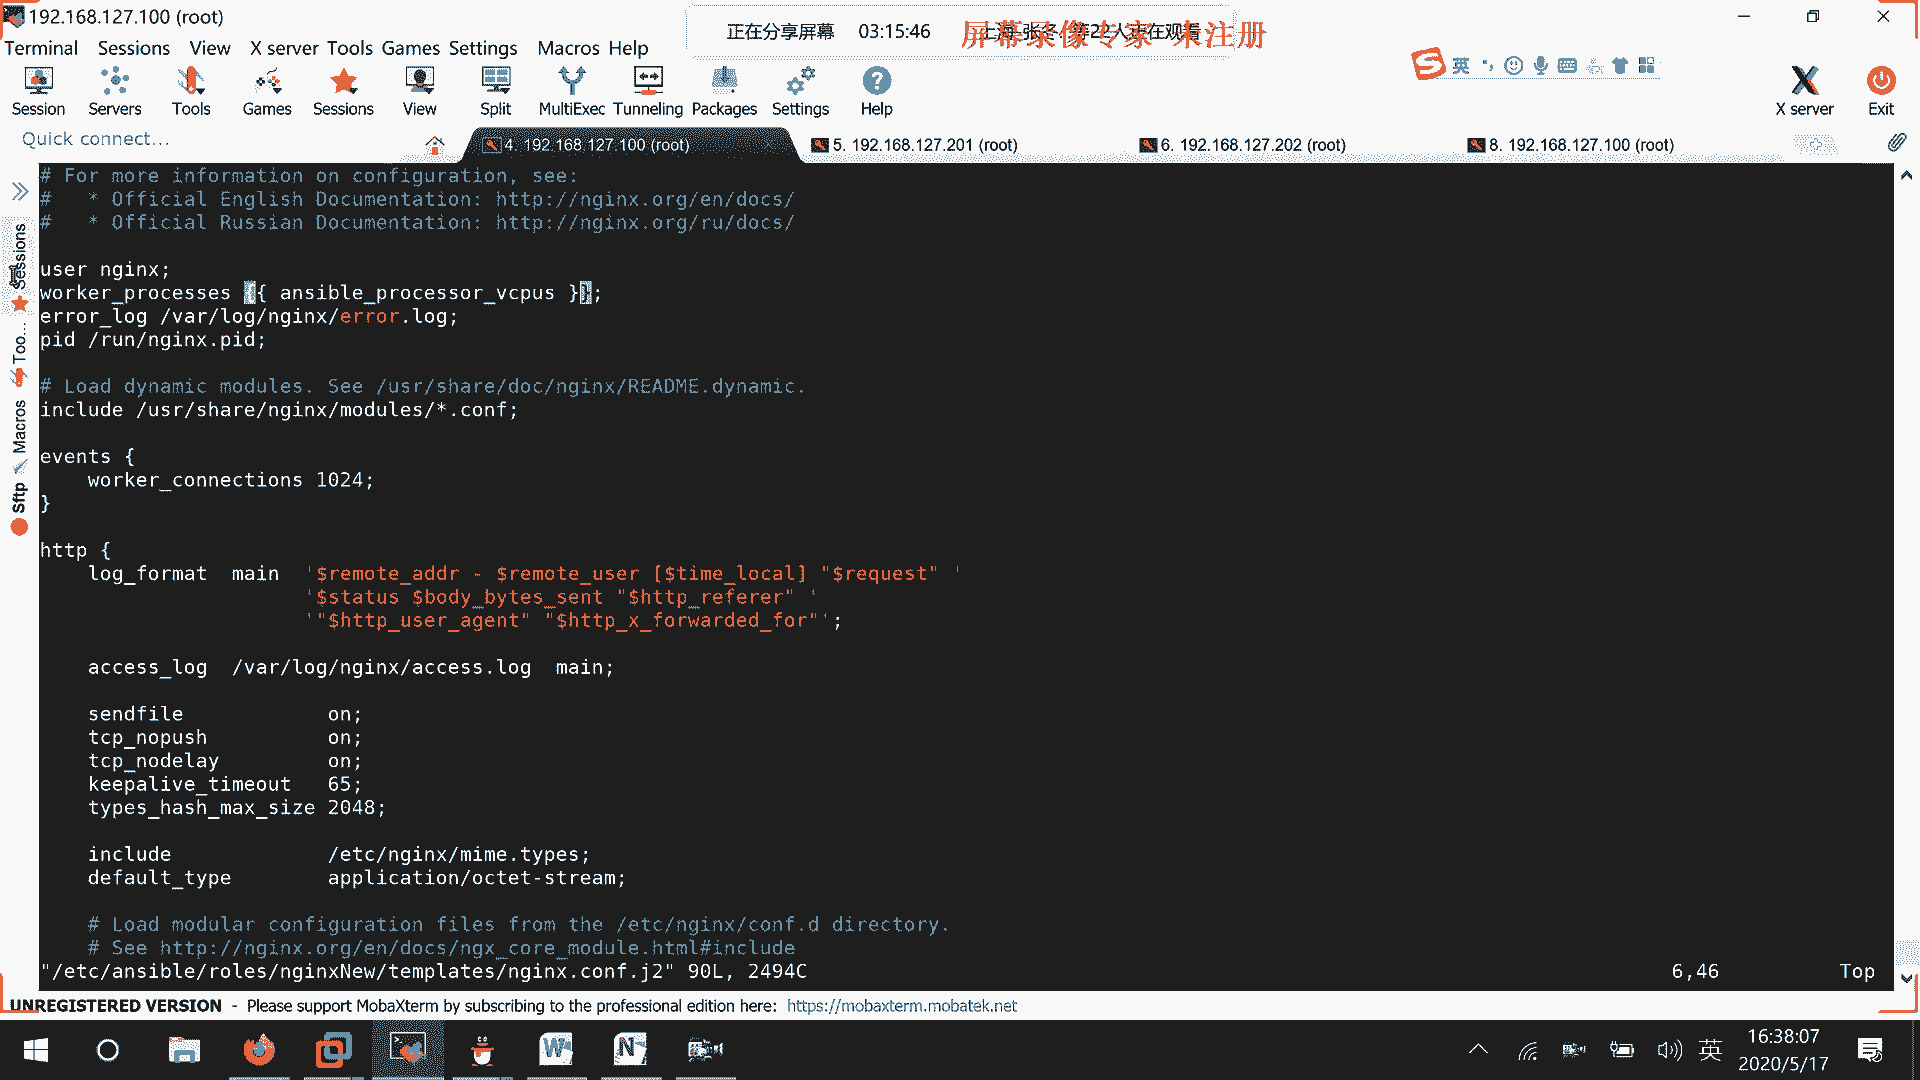 192.168.127.100 (root)
正在分享屏幕 03:15:46
屏幕录像专家 未注册
Terminal Sessions View X server Tools Games Settings Macros Help
英
Session Servers Tools Games Sessions View Split MultiExec Tunneling Packages Settings Help X server Exit
Quick connect...
4. 192.168.127.100 (root) 5. 192.168.127.201 (root) 6. 192.168.127.202 (root) 8. 192.168.127.100 (root)
Sessions
Too...
Macros
Sftp
# For more information on configuration, see:
#   * Official English Documentation: http://nginx.org/en/docs/
#   * Official Russian Documentation: http://nginx.org/ru/docs/
user nginx;
worker_processes {{ ansible_processor_vcpus }};
error_log /var/log/nginx/error.log;
pid /run/nginx.pid;
# Load dynamic modules. See /usr/share/doc/nginx/README.dynamic.
include /usr/share/nginx/modules/*.conf;
events {
    worker_connections 1024;
}
http {
    log_format  main  '$remote_addr - $remote_user [$time_local] "$request" '
                      '$status $body_bytes_sent "$http_referer" '
                      '"$http_user_agent" "$http_x_forwarded_for"';
    access_log  /var/log/nginx/access.log  main;
    sendfile            on;
    tcp_nopush          on;
    tcp_nodelay         on;
    keepalive_timeout   65;
    types_hash_max_size 2048;
    include             /etc/nginx/mime.types;
    default_type        application/octet-stream;
    # Load modular configuration files from the /etc/nginx/conf.d directory.
    # See http://nginx.org/en/docs/ngx_core_module.html#include
"/etc/ansible/roles/nginxNew/templates/nginx.conf.j2" 90L, 2494C 6,46 Top
UNREGISTERED VERSION - Please support MobaXterm by subscribing to the professional edition here: https://mobaxterm.mobatek.net
英
16:38:07
2020/5/17